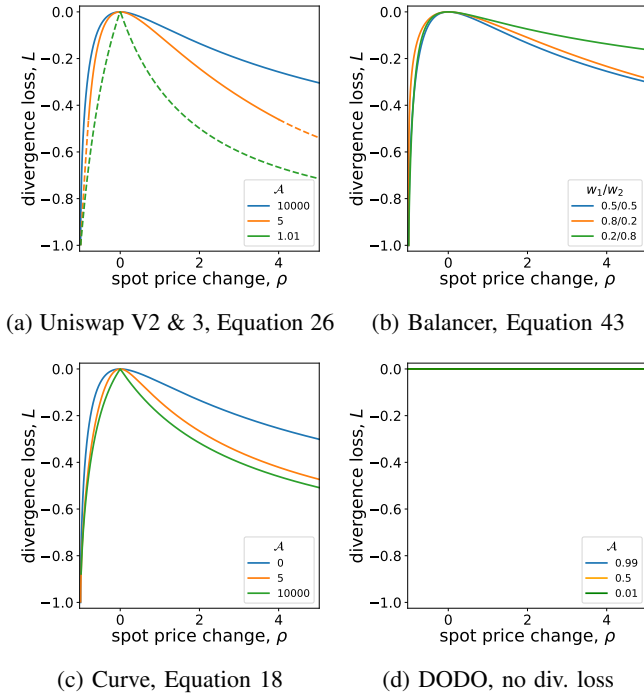 0.0
−0.2
−0.4
−0.6
−0.8
−1.0
divergence loss, L
0 2 4
spot price change, ρ
𝒜
10000
5
1.01
(a) Uniswap V2 & 3, Equation 26
0.0
−0.2
−0.4
−0.6
−0.8
−1.0
divergence loss, L
0 2 4
spot price change, ρ
w₁/w₂
0.5/0.5
0.8/0.2
0.2/0.8
(b) Balancer, Equation 43
0.0
−0.2
−0.4
−0.6
−0.8
−1.0
divergence loss, L
0 2 4
spot price change, ρ
𝒜
0
5
10000
(c) Curve, Equation 18
0.0
−0.2
−0.4
−0.6
−0.8
−1.0
divergence loss, L
0 2 4
spot price change, ρ
𝒜
0.99
0.5
0.01
(d) DODO, no div. loss